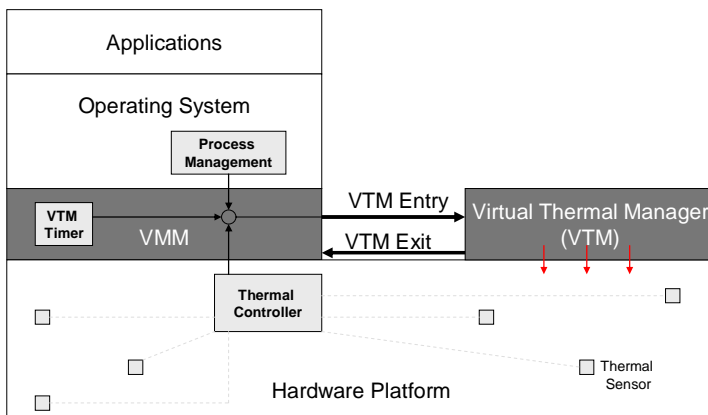 Applications
Operating System
Process
Management
VTM
Timer
VMM
VTM Entry
VTM Exit
Virtual Thermal Manager
(VTM)
Thermal
Controller
Thermal
Sensor
Hardware Platform